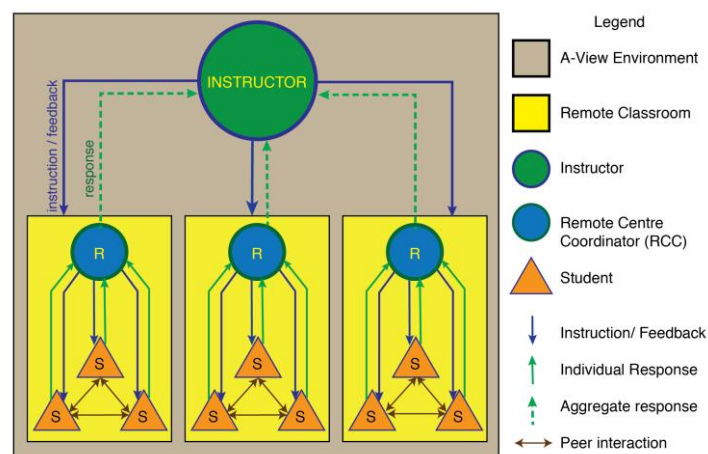 INSTRUCTOR
instruction / feedback
response
R
R
R
S
S
S
S
S
S
S
S
S
Legend
A-View Environment
Remote Classroom
Instructor
Remote Centre
Coordinator (RCC)
Student
Instruction/ Feedback
Individual Response
Aggregate response
Peer interaction